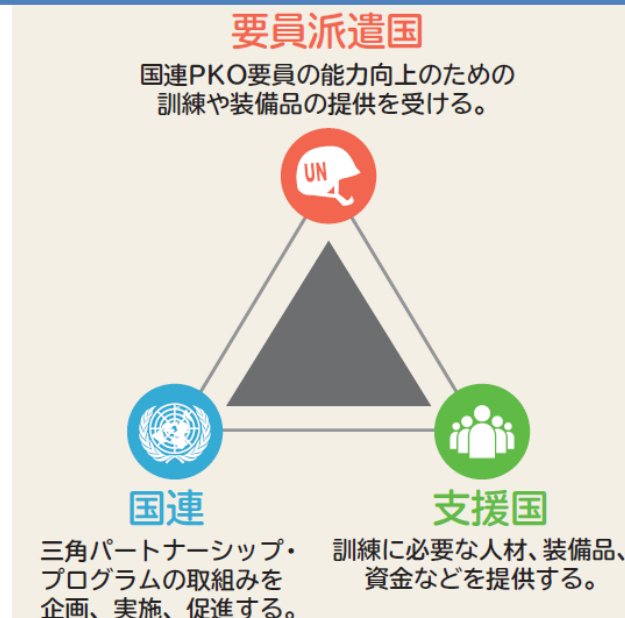 要員派遣国
国連PKO要員の能力向上のための
訓練や装備品の提供を受ける。
UN
国連
三角パートナーシップ・
プログラムの取組みを
企画、実施、促進する。
支援国
訓練に必要な人材、装備品、
資金などを提供する。